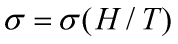 σ = σ(H / T)